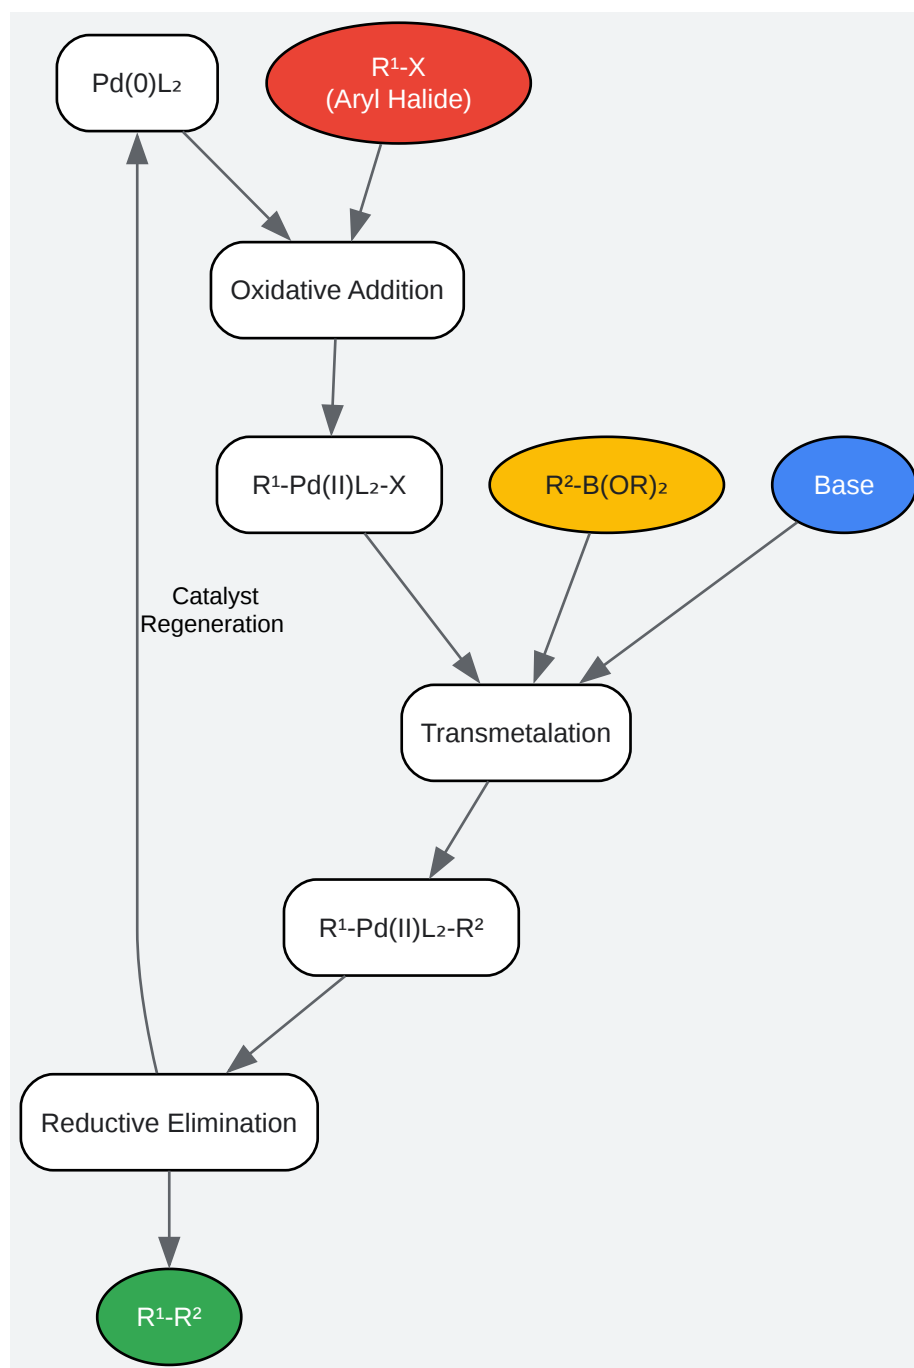 Pd(0)L₂
R¹-X
(Aryl Halide)
Oxidative Addition
R¹-Pd(II)L₂-X
R²-B(OR)₂
Base
Catalyst
Regeneration
Transmetalation
R¹-Pd(II)L₂-R²
Reductive Elimination
R¹-R²